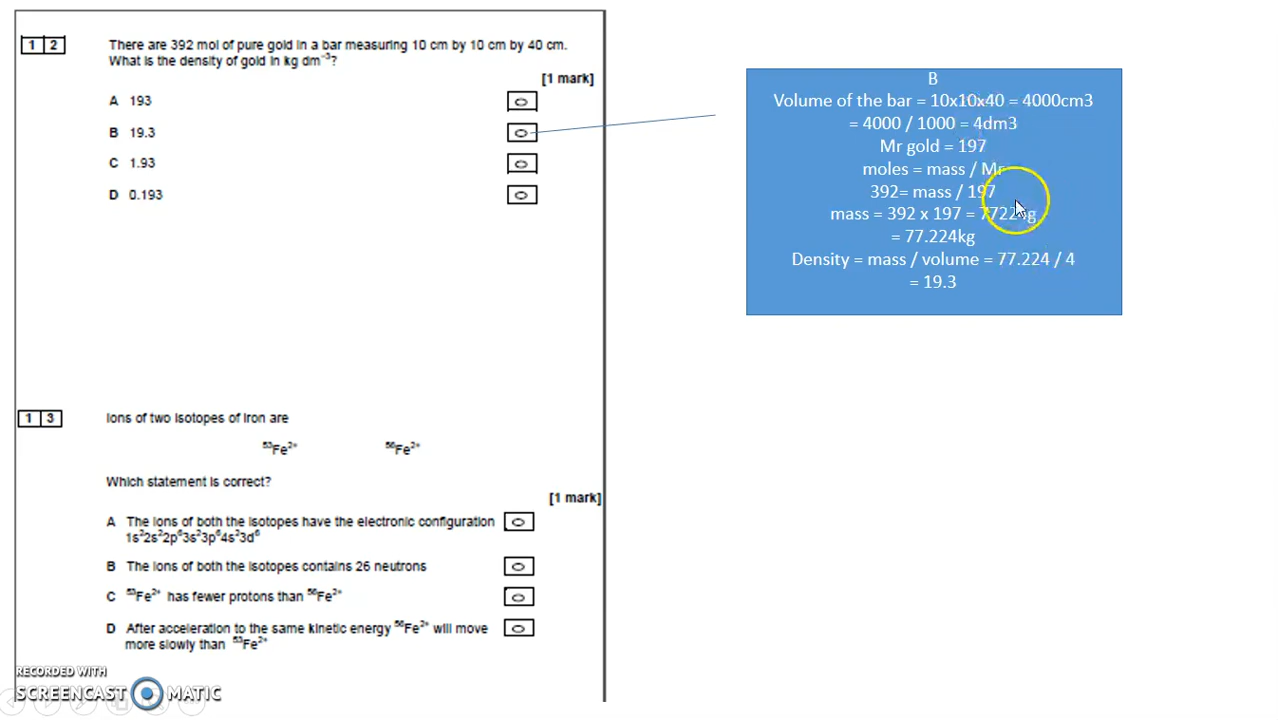 1 2
There are 392 mol of pure gold in a bar measuring 10 cm by 10 cm by 40 cm.
What is the density of gold in kg dm⁻³?
[1 mark]
A 193
B 19.3
C 1.93
D 0.193
B
Volume of the bar = 10x10x40 = 4000cm3
= 4000 / 1000 = 4dm3
Mr gold = 197
moles = mass / Mr
392= mass / 197
mass = 392 x 197 =
= 77.224kg
Density = mass / volume = 77.224 / 4
= 19.3
1 3
Ions of two isotopes of iron are
⁵³Fe²⁺ ⁵⁶Fe²⁺
Which statement is correct?
[1 mark]
A The ions of both the isotopes have the electronic configuration
1s²2s²2p⁶3s²3p⁶4s²3d⁶
B The ions of both the isotopes contains 26 neutrons
C ⁵³Fe²⁺ has fewer protons than ⁵⁶Fe²⁺
D After acceleration to the same kinetic energy ⁵⁶Fe²⁺ will move
more slowly than ⁵³Fe²⁺
RECORDED WITH
SCREENCAST MATIC